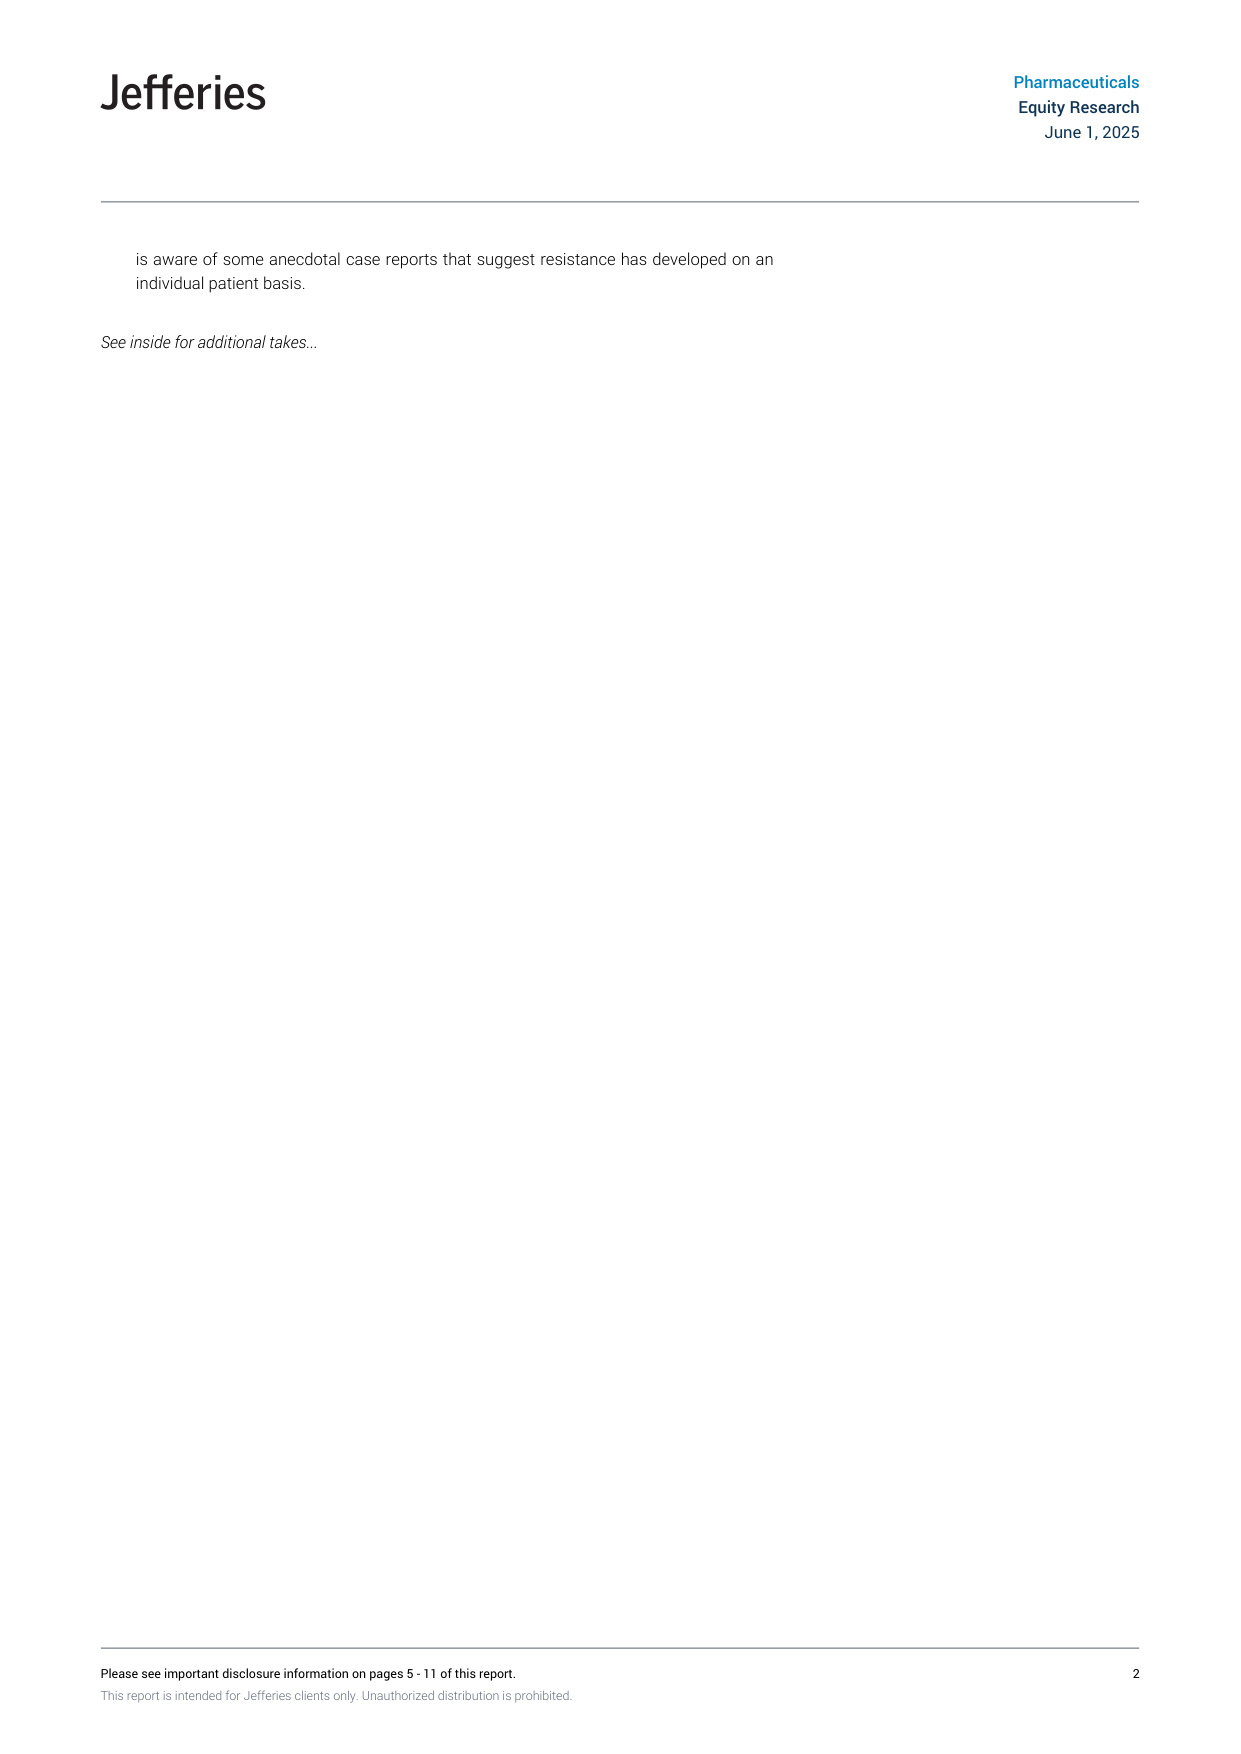 Jefferies
Pharmaceuticals
Equity Research
June 1, 2025
is aware of some anecdotal case reports that suggest resistance has developed on an
individual patient basis.
See inside for additional takes...
Please see important disclosure information on pages 5 - 11 of this report.
2
This report is intended for Jefferies clients only. Unauthorized distribution is prohibited.